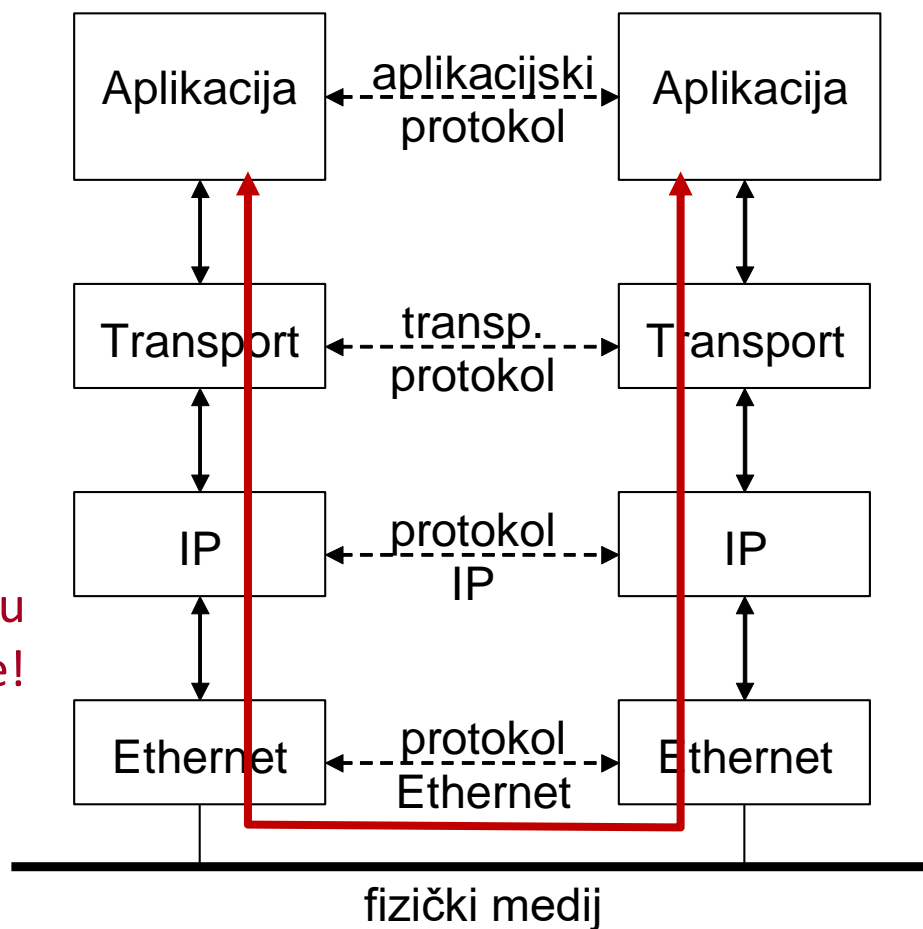 Aplikacija
aplikacijski
protokol
Aplikacija
Transport
transp.
protokol
Transport
IP
protokol
IP
IP
u
e!
Ethernet
protokol
Ethernet
Ethernet
fizički medij